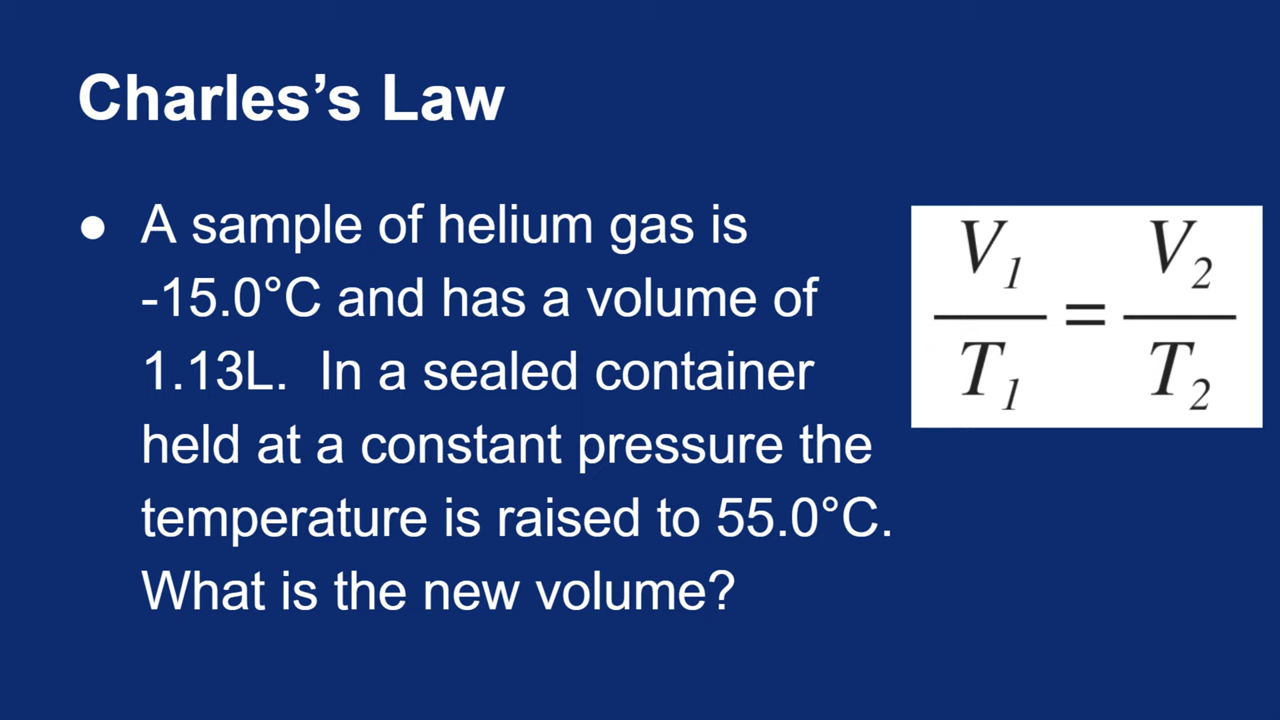 Charles’s Law
● A sample of helium gas is
-15.0°C and has a volume of
1.13L.  In a sealed container
held at a constant pressure the
temperature is raised to 55.0°C.
What is the new volume?
V₁/T₁ = V₂/T₂